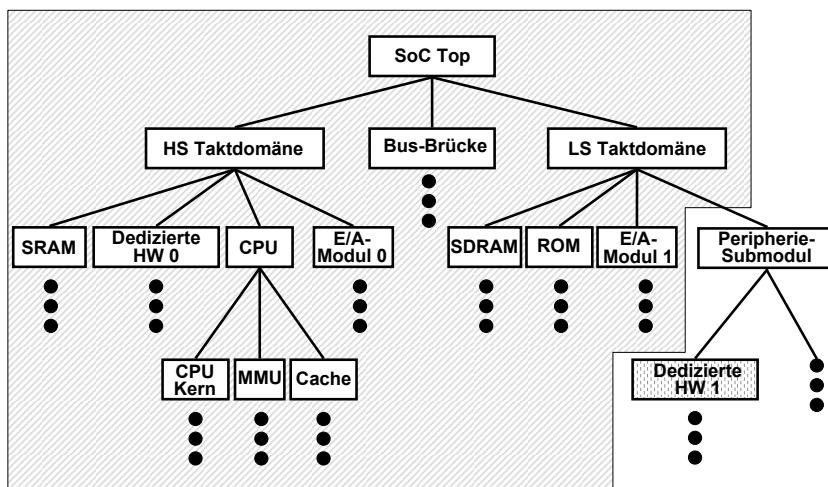 SoC Top
HS Taktdomäne
Bus-Brücke
LS Taktdomäne
SRAM
Dedizierte
HW 0
CPU
E/A-
Modul 0
SDRAM
ROM
E/A-
Modul 1
Peripherie-
Submodul
CPU
Kern
MMU
Cache
Dedizierte
HW 1